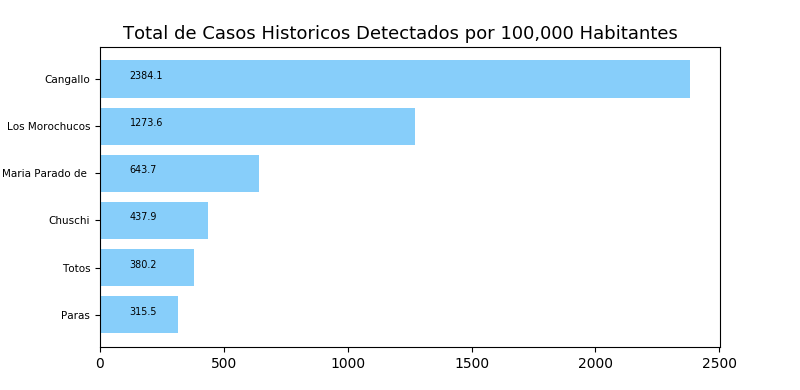 Total de Casos Historicos Detectados por 100,000 Habitantes
Cangallo 2384.1
Los Morochucos 1273.6
Maria Parado de 643.7
Chuschi 437.9
Totos 380.2
Paras 315.5
0 500 1000 1500 2000 2500